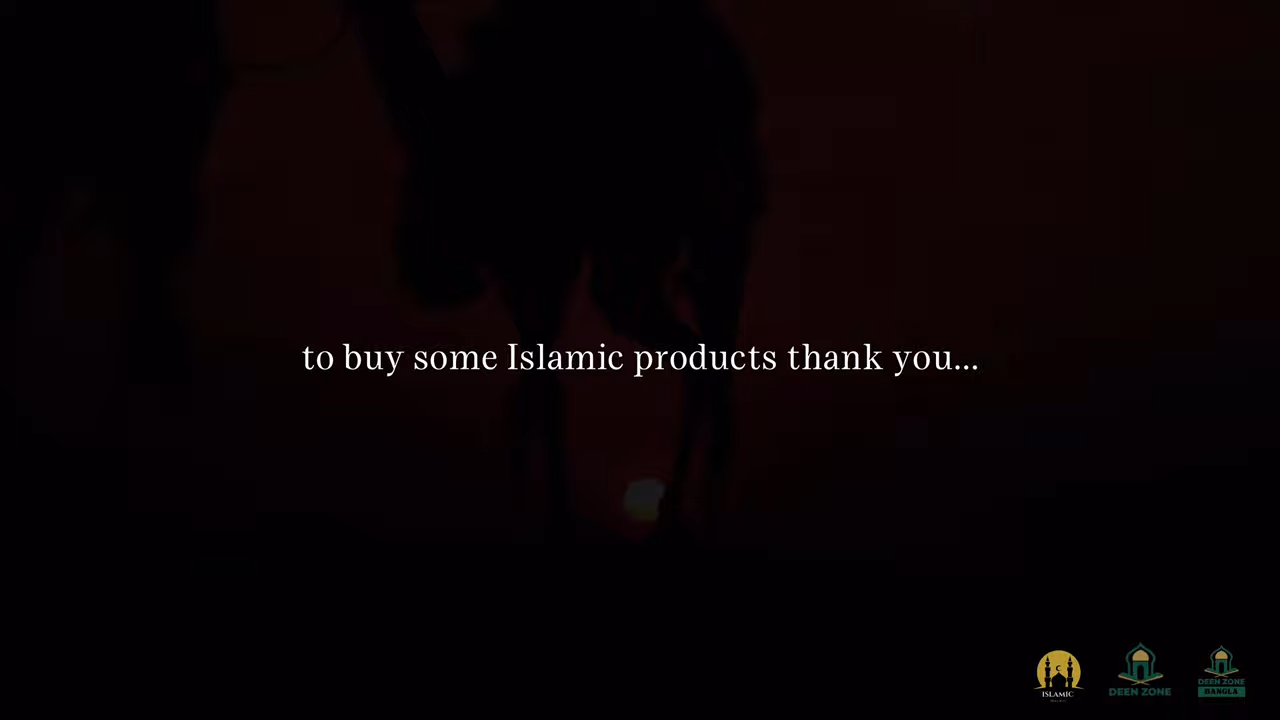 to buy some Islamic products thank you...
ISLAMIC
DEEN ZONE
DEEN ZONE
BANGLA